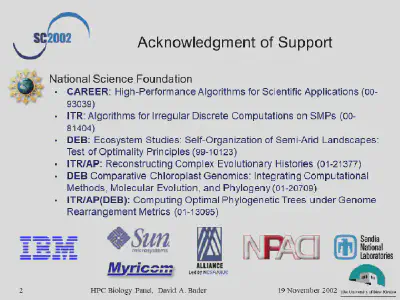 SC2002
Acknowledgment of Support
National Science Foundation
• CAREER: High-Performance Algorithms for Scientific Applications (00-
93039)
• ITR: Algorithms for Irregular Discrete Computations on SMPs (00-
81404)
• DEB: Ecosystem Studies: Self-Organization of Semi-Arid Landscapes:
Test of Optimality Principles (99-10123)
• ITR/AP: Reconstructing Complex Evolutionary Histories (01-21377)
• DEB Comparative Chloroplast Genomics: Integrating Computational
Methods, Molecular Evolution, and Phylogeny (01-20709)
• ITR/AP(DEB): Computing Optimal Phylogenetic Trees under Genome
Rearrangement Metrics (01-13095)
IBM
Sun
microsystems
Myricom
ALLIANCE
NPACI
Sandia
National
Laboratories
2
HPC Biology Panel, David A. Bader
19 November 2002
The University of New Mexico